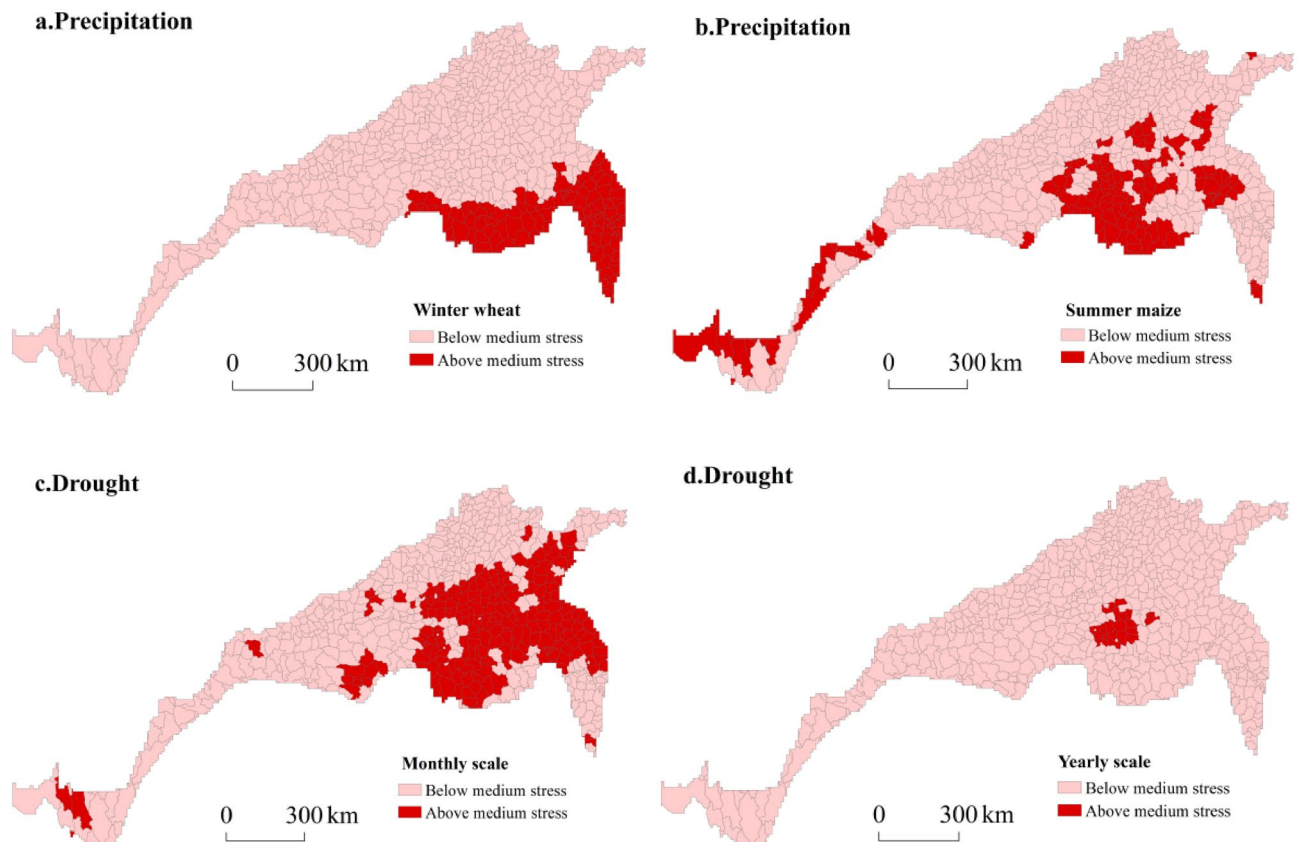 a.Precipitation
Winter wheat
Below medium stress
Above medium stress
0 300 km
b.Precipitation
Summer maize
Below medium stress
Above medium stress
0 300 km
c.Drought
Monthly scale
Below medium stress
Above medium stress
0 300 km
d.Drought
Yearly scale
Below medium stress
Above medium stress
0 300 km